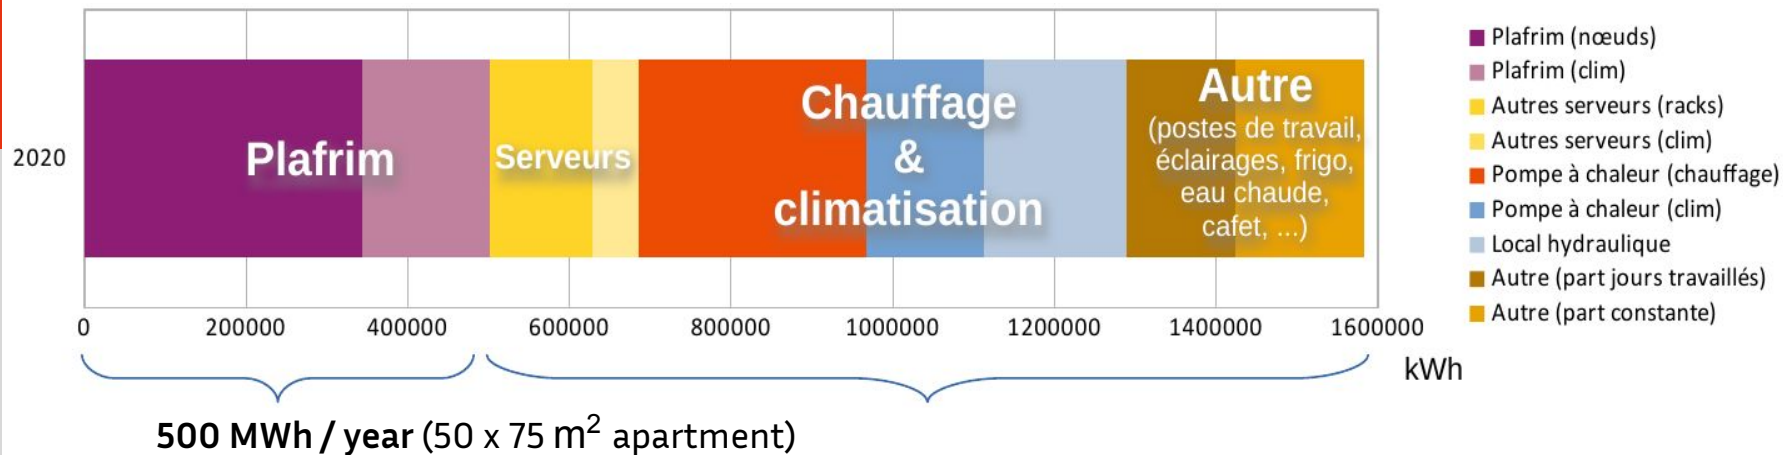 2020
Plafrim
Serveurs
Chauffage
&
climatisation
Autre
(postes de travail,
éclairages, frigo,
eau chaude,
cafet, ...)
0 200000 400000 600000 800000 1000000 1200000 1400000 1600000
kWh
Plafrim (nœuds)
Plafrim (clim)
Autres serveurs (racks)
Autres serveurs (clim)
Pompe à chaleur (chauffage)
Pompe à chaleur (clim)
Local hydraulique
Autre (part jours travaillés)
Autre (part constante)
500 MWh / year (50 x 75 m² apartment)